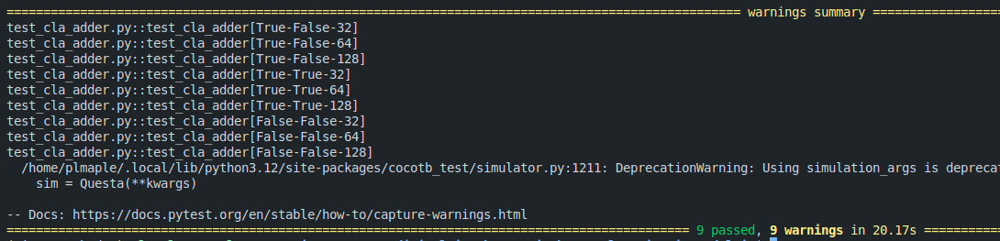 warnings summary
test_cla_adder.py::test_cla_adder[True-False-32]
test_cla_adder.py::test_cla_adder[True-False-64]
test_cla_adder.py::test_cla_adder[True-False-128]
test_cla_adder.py::test_cla_adder[True-True-32]
test_cla_adder.py::test_cla_adder[True-True-64]
test_cla_adder.py::test_cla_adder[True-True-128]
test_cla_adder.py::test_cla_adder[False-False-32]
test_cla_adder.py::test_cla_adder[False-False-64]
test_cla_adder.py::test_cla_adder[False-False-128]
/home/plmaple/.local/lib/python3.12/site-packages/cocotb_test/simulator.py:1211: DeprecationWarning: Using simulation_args is depreca
sim = Questa(**kwargs)
-- Docs: https://docs.pytest.org/en/stable/how-to/capture-warnings.html
9 passed, 9 warnings in 20.17s